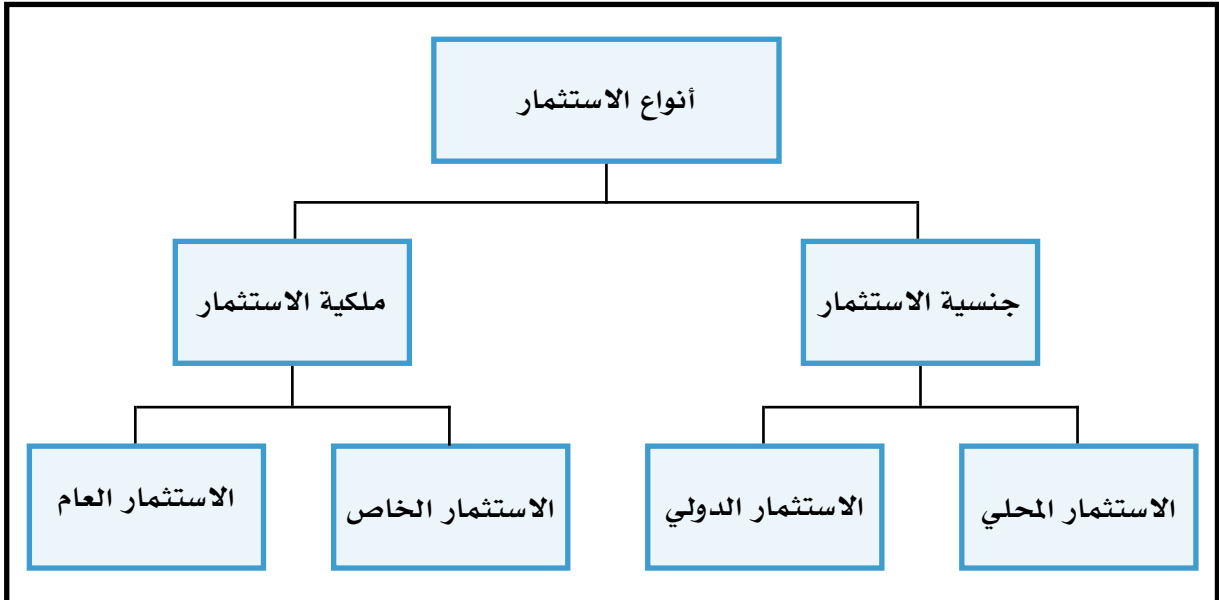 أنواع الاستثمار
جنسية الاستثمار
ملكية الاستثمار
الاستثمار المحلي
الاستثمار الدولي
الاستثمار الخاص
الاستثمار العام